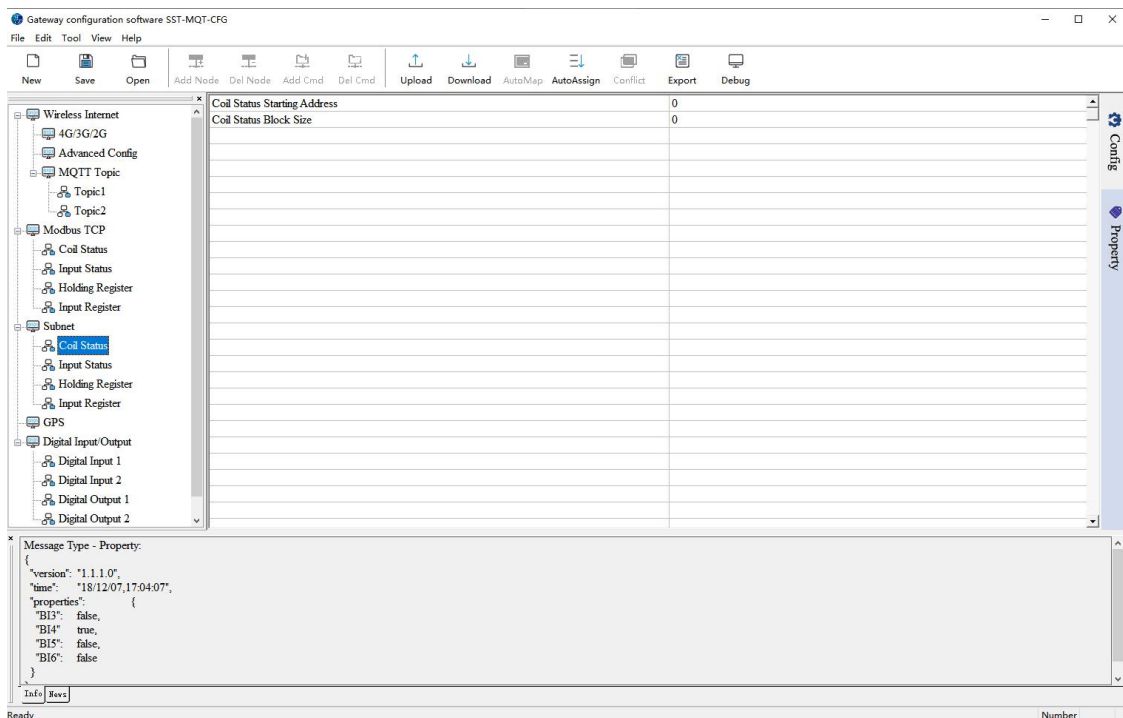 Gateway configuration software SST-MQT-CFG
File Edit Tool View Help
New Save Open Add Node Del Node Add Cmd Del Cmd Upload Download AutoMap AutoAssign Conflict Export Debug
Wireless Internet
4G/3G/2G
Advanced Config
MQTT Topic
Topic1
Topic2
Modbus TCP
Coil Status
Input Status
Holding Register
Input Register
Subnet
Coil Status
Input Status
Holding Register
Input Register
GPS
Digital Input/Output
Digital Input 1
Digital Input 2
Digital Output 1
Digital Output 2
Coil Status Starting Address 0
Coil Status Block Size 0
Config
Property
Message Type - Property:
{
"version": "1.1.1.0",
"time": "18/12/07,17:04:07",
"properties": {
"BI3": false,
"BI4" true,
"BI5": false,
"BI6": false
}
Info News
Ready Number